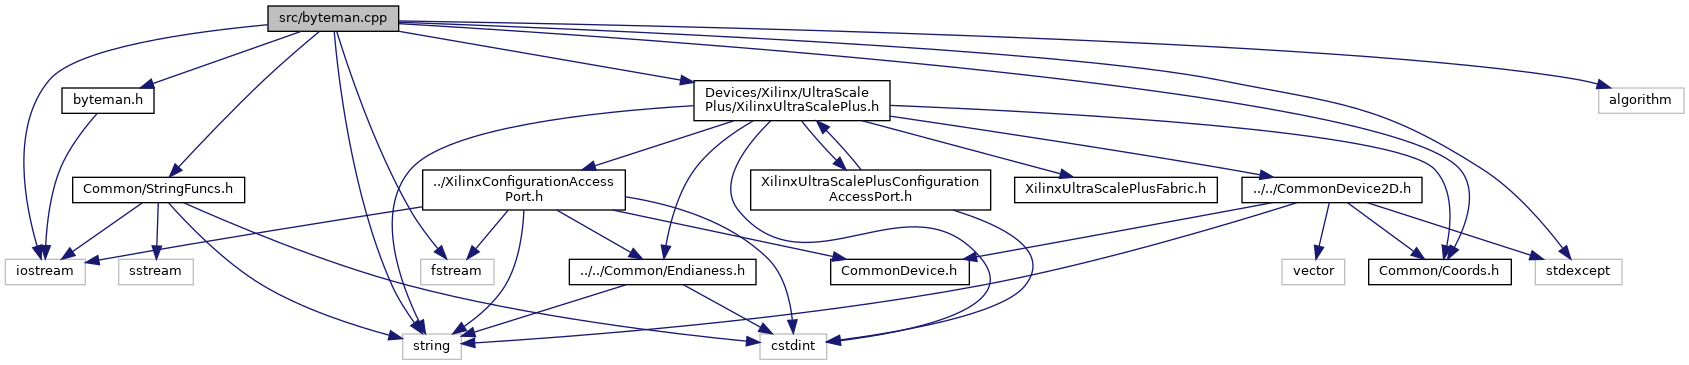 src/byteman.cpp
Devices/Xilinx/UltraScale
Plus/XilinxUltraScalePlus.h
byteman.h
algorithm
Common/StringFuncs.h
../XilinxConfigurationAccess
Port.h
XilinxUltraScalePlusConfiguration
AccessPort.h
XilinxUltraScalePlusFabric.h
../../CommonDevice2D.h
iostream
sstream
fstream
../../Common/Endianess.h
CommonDevice.h
vector
Common/Coords.h
stdexcept
string
cstdint